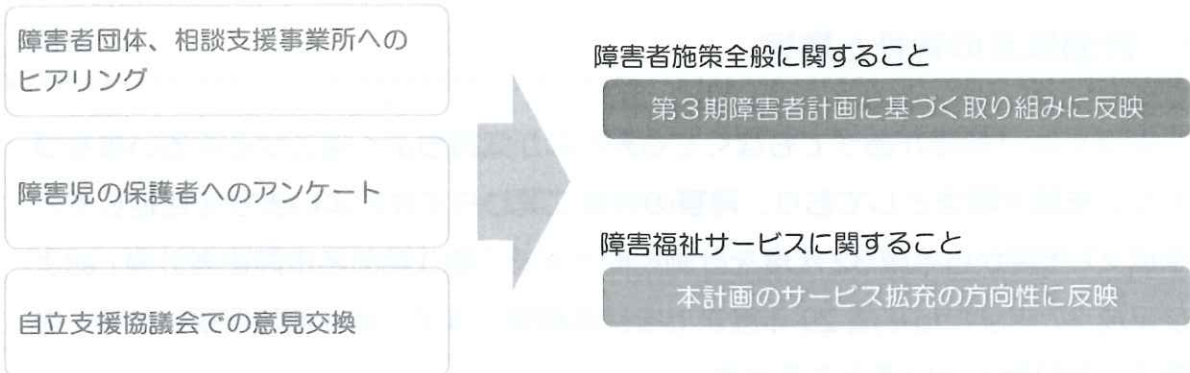 障害者団体、相談支援事業所への
ヒアリング
障害児の保護者へのアンケート
自立支援協議会での意見交換
障害者施策全般に関すること
第3期障害者計画に基づく取り組みに反映
障害福祉サービスに関すること
本計画のサービス拡充の方向性に反映